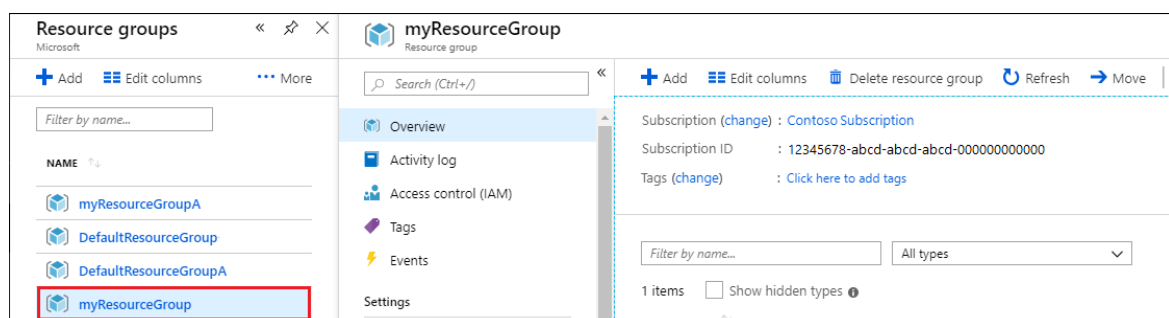 Resource groups
Microsoft
Add Edit columns More
Filter by name...
NAME
myResourceGroupA
DefaultResourceGroup
DefaultResourceGroupA
myResourceGroup
myResourceGroup
Resource group
Search (Ctrl+/)
Overview
Activity log
Access control (IAM)
Tags
Events
Settings
Add Edit columns Delete resource group Refresh Move
Subscription (change) : Contoso Subscription
Subscription ID : 12345678-abcd-abcd-abcd-000000000000
Tags (change) : Click here to add tags
Filter by name... All types
1 items Show hidden types